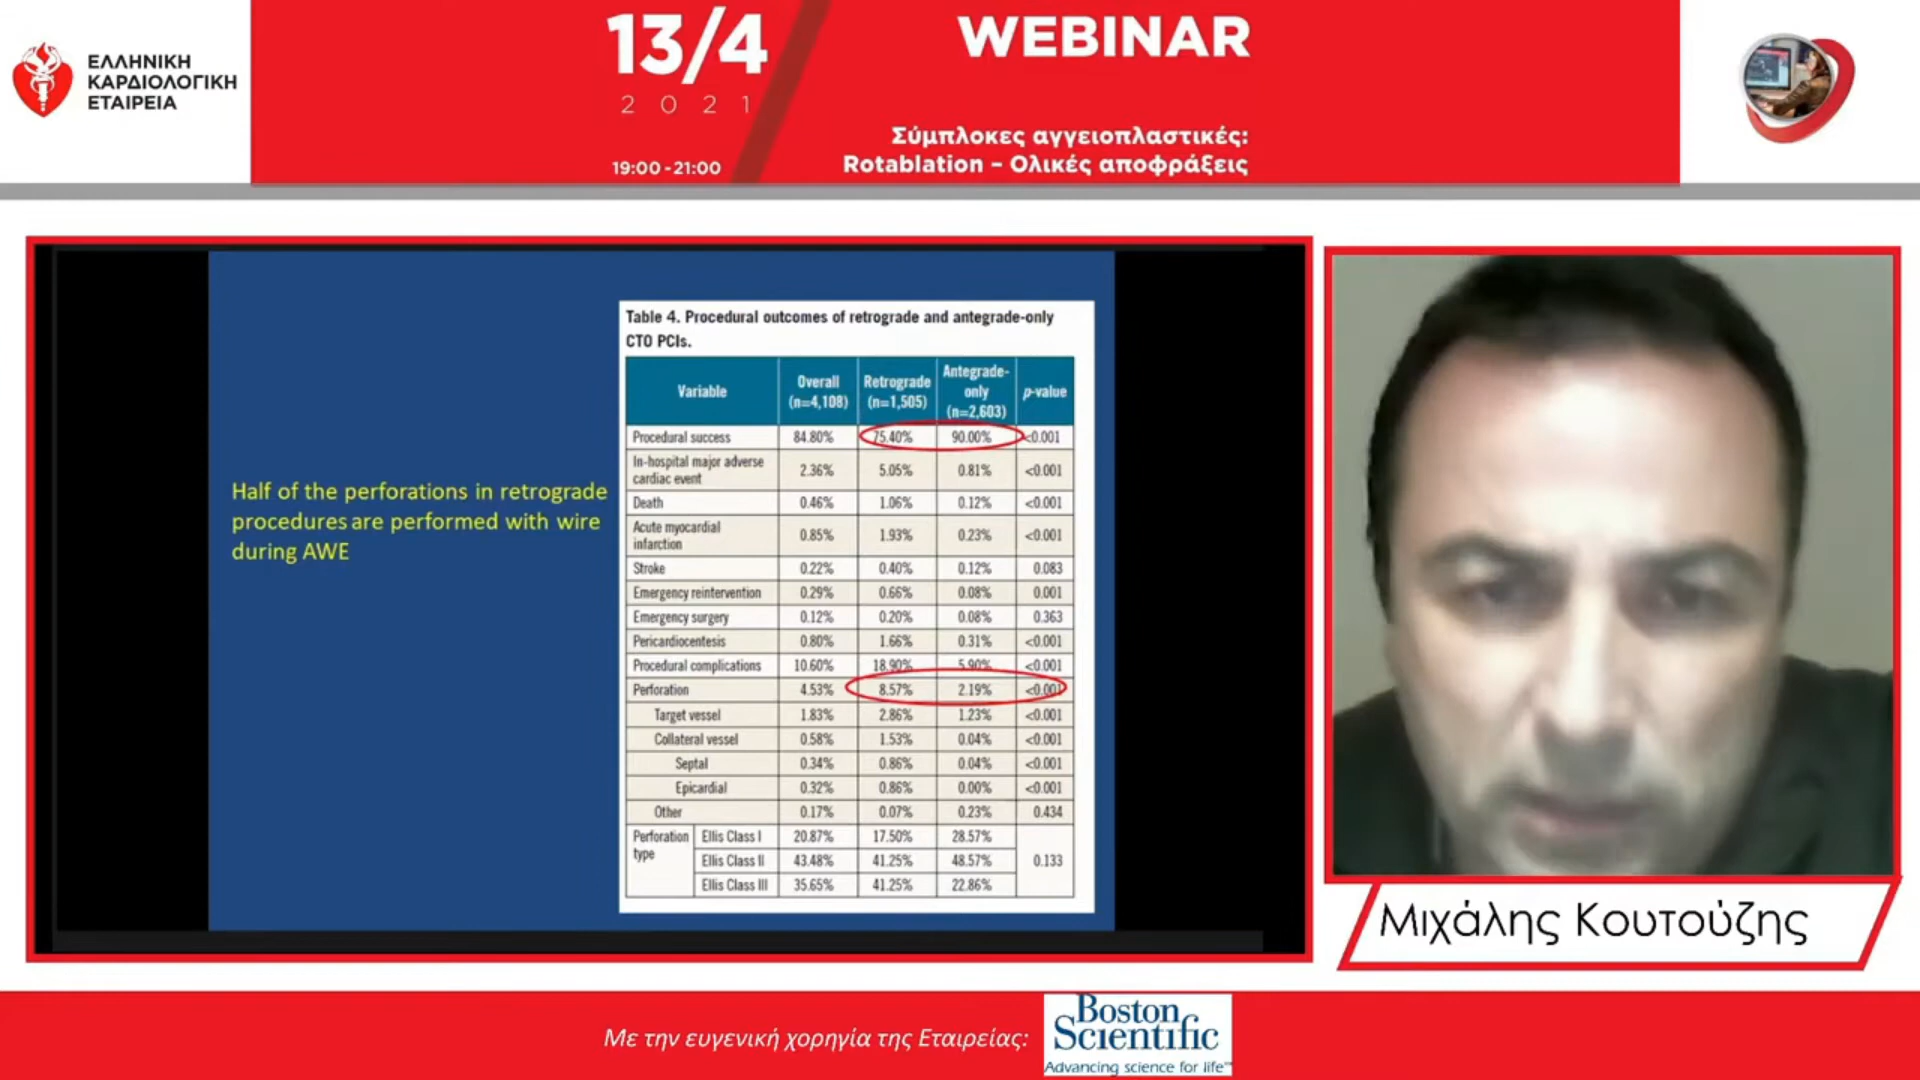 ΕΛΛΗΝΙΚΗ
ΚΑΡΔΙΟΛΟΓΙΚΗ
ΕΤΑΙΡΕΙΑ
13/4
2021
19:00-21:00
WEBINAR
Σύμπλοκες αγγειοπλαστικές:
Rotablation – Ολικές αποφράξεις
Half of the perforations in retrograde
procedures are performed with wire
during AWE
Table 4. Procedural outcomes of retrograde and antegrade-only
CTO PCIs.
Variable Overall (n=4,108) Retrograde (n=1,505) Antegrade-only (n=2,603) p-value
Procedural success 84.80% 75.40% 90.00% <0.001
In-hospital major adverse cardiac event 2.36% 5.05% 0.81% <0.001
Death 0.46% 1.06% 0.12% <0.001
Acute myocardial infarction 0.85% 1.93% 0.23% <0.001
Stroke 0.22% 0.40% 0.12% 0.083
Emergency reintervention 0.29% 0.66% 0.08% 0.001
Emergency surgery 0.12% 0.20% 0.08% 0.363
Pericardiocentesis 0.80% 1.66% 0.31% <0.001
Procedural complications 10.60% 18.90% 5.90% <0.001
Perforation 4.53% 8.57% 2.19% <0.001
Target vessel 1.83% 2.86% 1.23% <0.001
Collateral vessel 0.58% 1.53% 0.04% <0.001
Septal 0.34% 0.86% 0.04% <0.001
Epicardial 0.32% 0.86% 0.00% <0.001
Other 0.17% 0.07% 0.23% 0.434
Perforation type Ellis Class I 20.87% 17.50% 28.57%
Ellis Class II 43.48% 41.25% 48.57% 0.133
Ellis Class III 35.65% 41.25% 22.86%
Μιχάλης Κουτούζης
Με την ευγενική χορηγία της Εταιρείας:
Boston
Scientific
Advancing science for life™